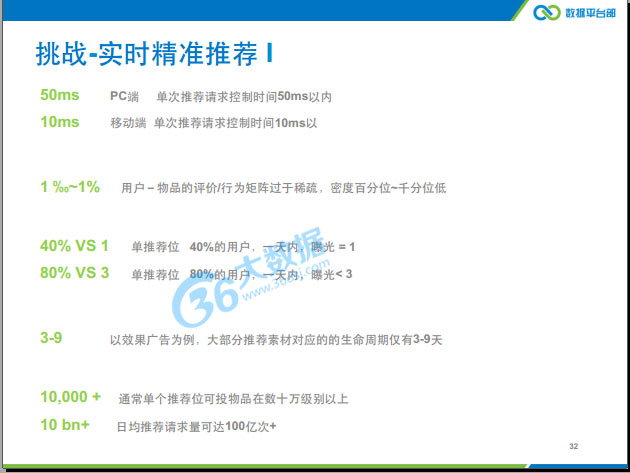 数据平台部
挑战-实时精准推荐 I
50ms PC端 单次推荐请求控制时间50ms以内
10ms 移动端 单次推荐请求控制时间10ms以
1 ‰~1% 用户 – 物品的评价/行为矩阵过于稀疏，密度百分位~千分位低
40% VS 1 单推荐位 40%的用户，一天内，曝光 = 1
80% VS 3 单推荐位 80%的用户，一天内，曝光< 3
36大数据
www.36dsj.com
3-9 以效果广告为例，大部分推荐素材对应的的生命周期仅有3-9天
10,000 + 通常单个推荐位可投物品在数十万级别以上
10 bn+ 日均推荐请求量可达100亿次+
32